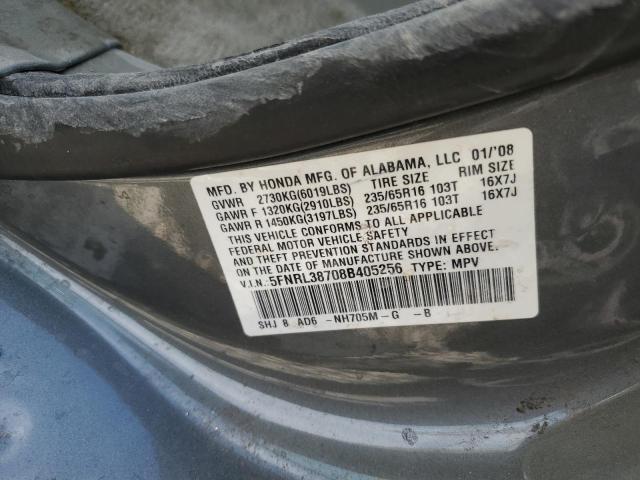 MFD. BY HONDA MFG. OF ALABAMA, LLC 01/'08
GVWR 2730KG(6019LBS) TIRE SIZE RIM SIZE
GAWR F 1320KG(2910LBS) 235/65R16 103T 16X7J
GAWR R 1450KG(3197LBS) 235/65R16 103T 16X7J
THIS VEHICLE CONFORMS TO ALL APPLICABLE
FEDERAL MOTOR VEHICLE SAFETY
AND THEFT PREVENTION STANDARDS IN EFFECT
ON THE DATE OF MANUFACTURE SHOWN ABOVE.
V.I.N.: 5FNRL38708B405256 TYPE: MPV
SHJ 8 AD6 -NH705M-G -B